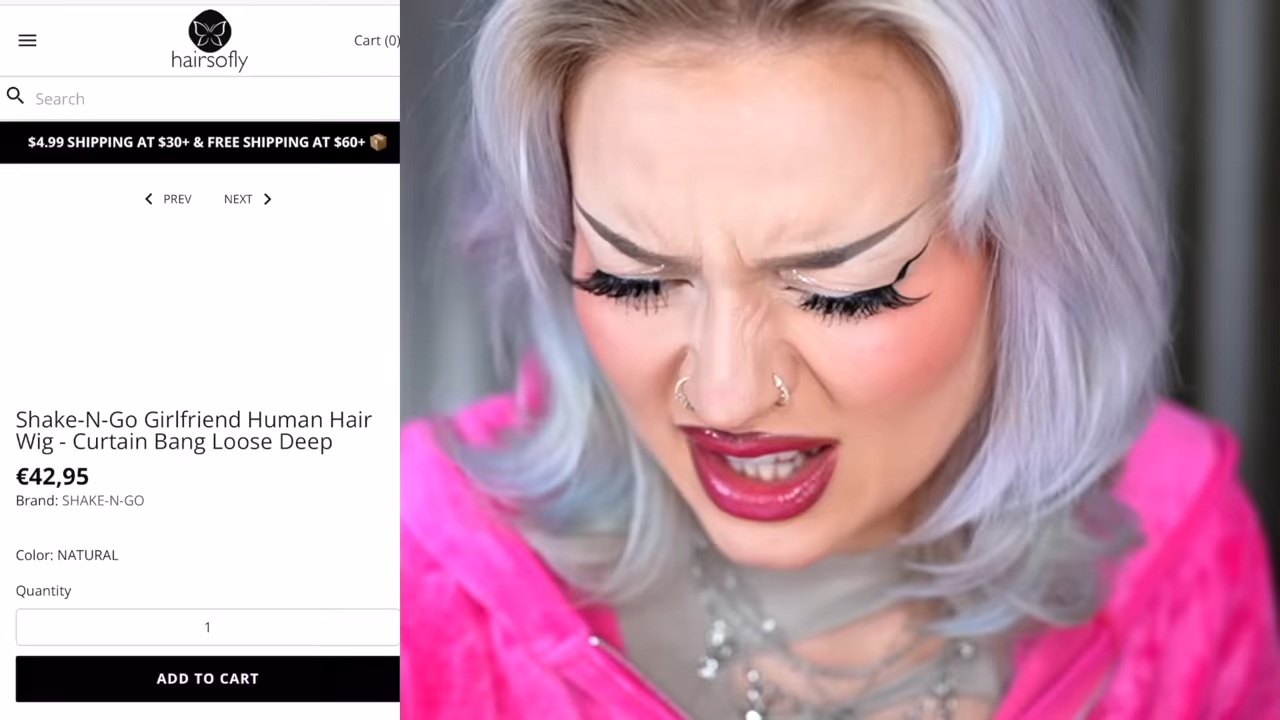 hairsofly
Cart (0)
Search
$4.99 SHIPPING AT $30+ & FREE SHIPPING AT $60+
PREV
NEXT
Shake-N-Go Girlfriend Human Hair
Wig - Curtain Bang Loose Deep
€42,95
Brand: SHAKE-N-GO
Color: NATURAL
Quantity
1
ADD TO CART